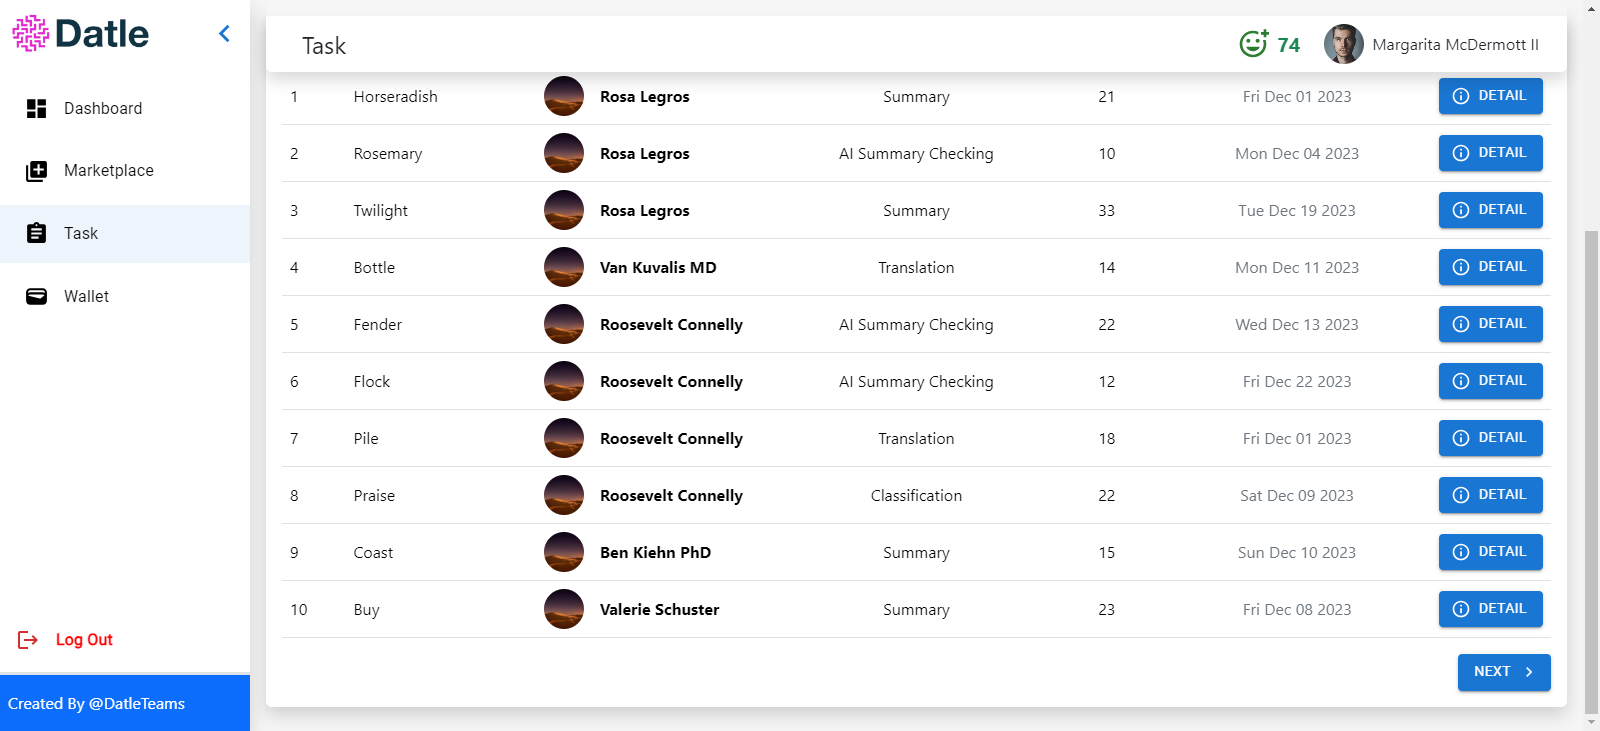 Datle
Task
74
Margarita McDermott II
Dashboard
Marketplace
Task
Wallet
Log Out
Created By @DatleTeams
1 Horseradish Rosa Legros Summary 21 Fri Dec 01 2023 DETAIL
2 Rosemary Rosa Legros AI Summary Checking 10 Mon Dec 04 2023 DETAIL
3 Twilight Rosa Legros Summary 33 Tue Dec 19 2023 DETAIL
4 Bottle Van Kuvalis MD Translation 14 Mon Dec 11 2023 DETAIL
5 Fender Roosevelt Connelly AI Summary Checking 22 Wed Dec 13 2023 DETAIL
6 Flock Roosevelt Connelly AI Summary Checking 12 Fri Dec 22 2023 DETAIL
7 Pile Roosevelt Connelly Translation 18 Fri Dec 01 2023 DETAIL
8 Praise Roosevelt Connelly Classification 22 Sat Dec 09 2023 DETAIL
9 Coast Ben Kiehn PhD Summary 15 Sun Dec 10 2023 DETAIL
10 Buy Valerie Schuster Summary 23 Fri Dec 08 2023 DETAIL
NEXT